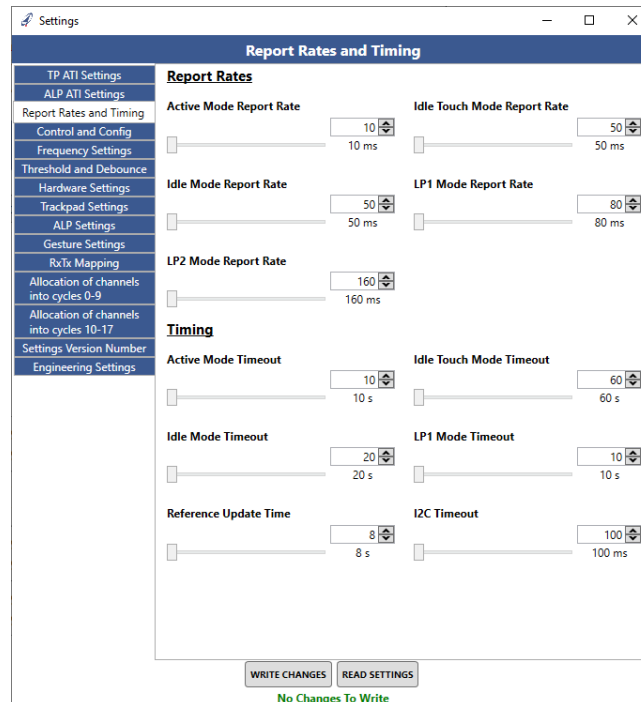 Settings
Report Rates and Timing
TP ATI Settings
ALP ATI Settings
Report Rates and Timing
Control and Config
Frequency Settings
Threshold and Debounce
Hardware Settings
Trackpad Settings
ALP Settings
Gesture Settings
RxTx Mapping
Allocation of channels
into cycles 0-9
Allocation of channels
into cycles 10-17
Settings Version Number
Engineering Settings
Report Rates
Active Mode Report Rate
10
10 ms
Idle Touch Mode Report Rate
50
50 ms
Idle Mode Report Rate
50
50 ms
LP1 Mode Report Rate
80
80 ms
LP2 Mode Report Rate
160
160 ms
Timing
Active Mode Timeout
10
10 s
Idle Touch Mode Timeout
60
60 s
Idle Mode Timeout
20
20 s
LP1 Mode Timeout
10
10 s
Reference Update Time
8
8 s
I2C Timeout
100
100 ms
WRITE CHANGES
READ SETTINGS
No Changes To Write